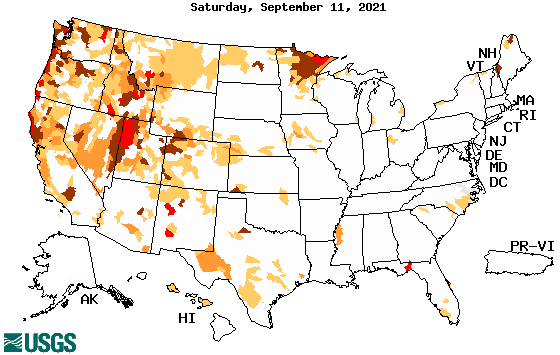 Saturday, September 11, 2021
NH
VT
MA
RI
CT
NJ
DE
MD
DC
PR-VI
AK
HI
USGS